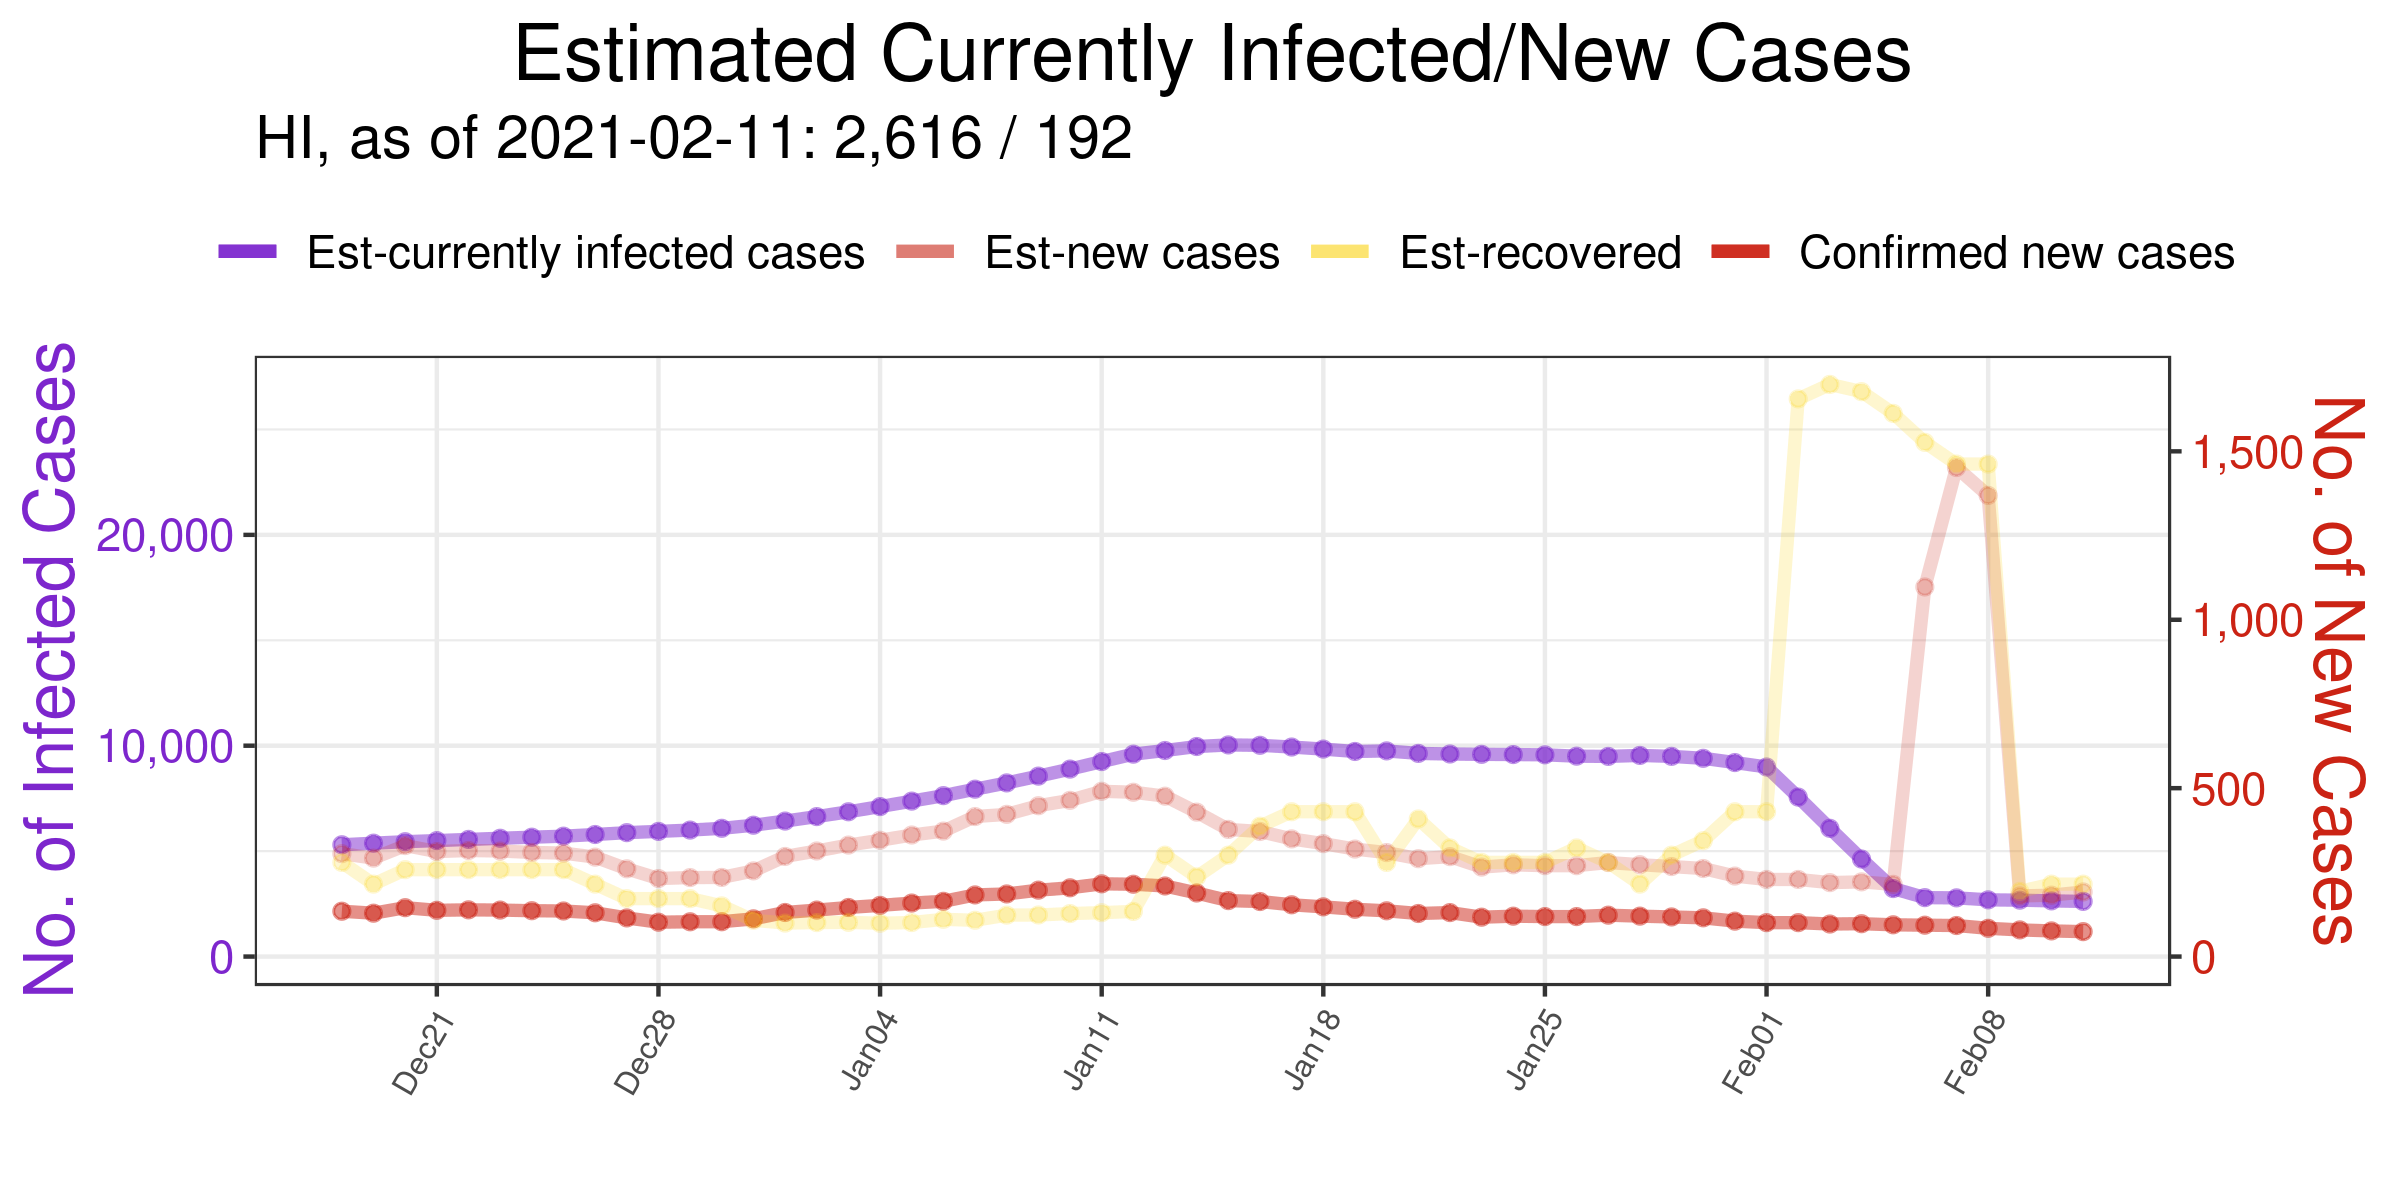 Estimated Currently Infected/New Cases
HI, as of 2021-02-11: 2,616 / 192
Est-currently infected cases
Est-new cases
Est-recovered
Confirmed new cases
No. of Infected Cases
20,000
10,000
0
1,500
1,000
500
0
No. of New Cases
Dec21
Dec28
Jan04
Jan11
Jan18
Jan25
Feb01
Feb08